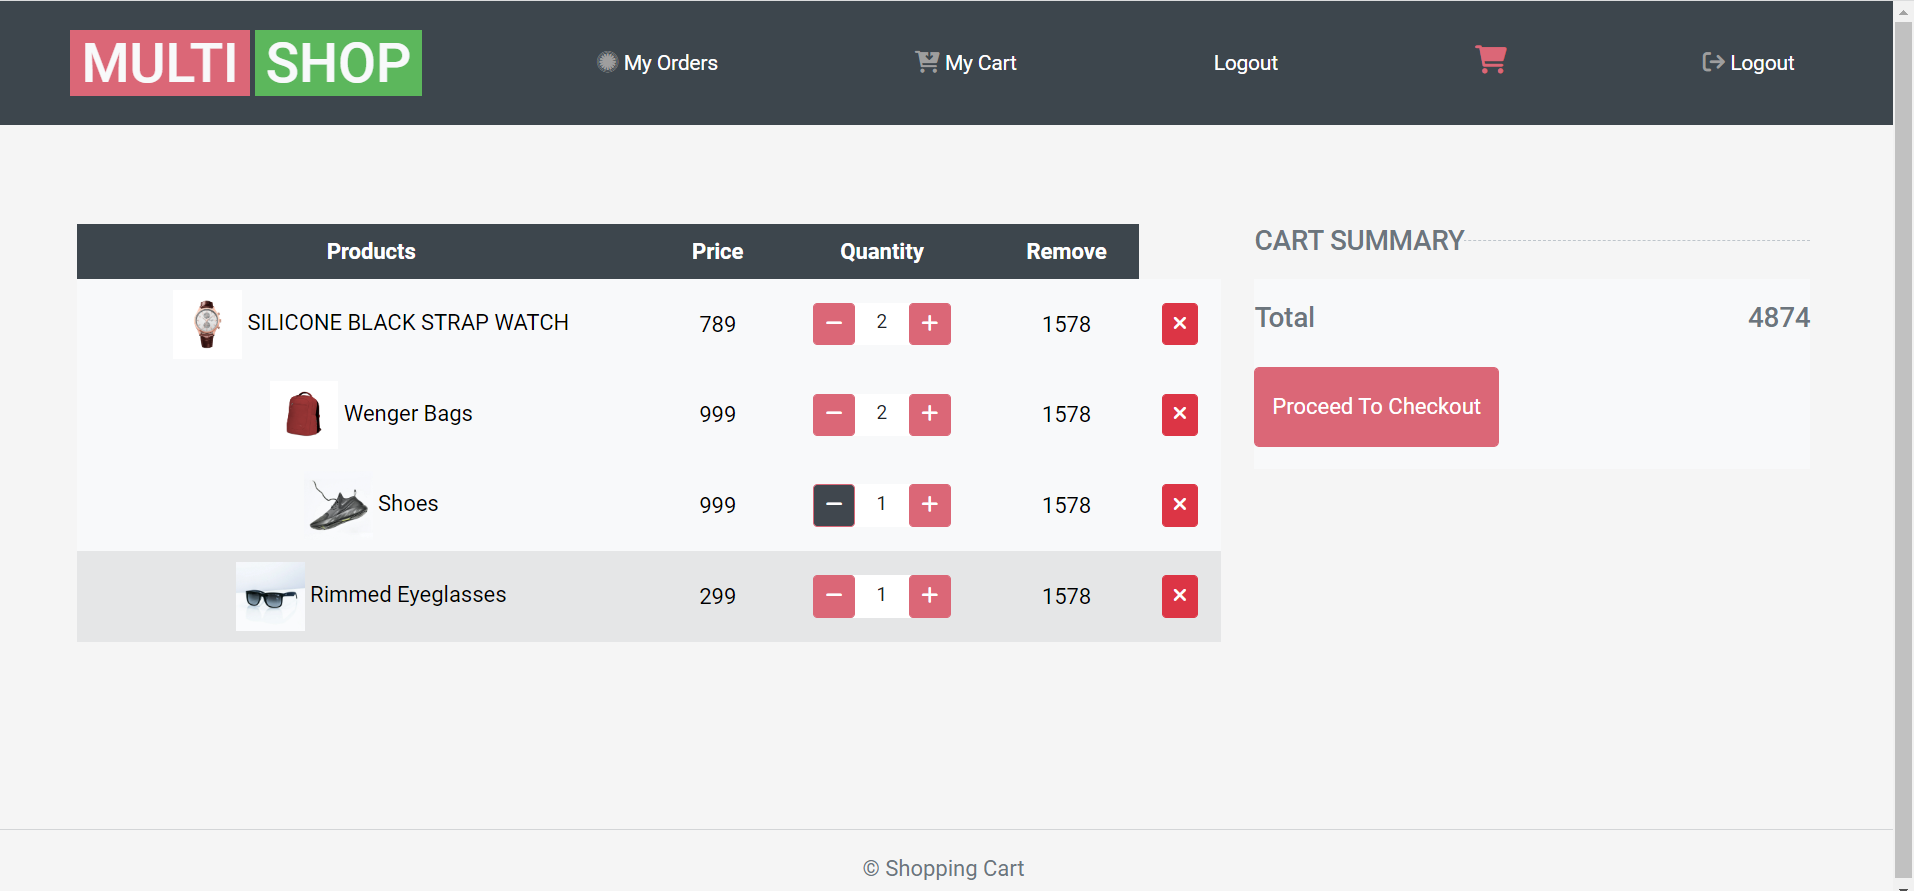 MULTI SHOP My Orders My Cart Logout Logout
Products Price Quantity Remove
SILICONE BLACK STRAP WATCH 789 − 2 + 1578 ×
Wenger Bags 999 − 2 + 1578 ×
Shoes 999 − 1 + 1578 ×
Rimmed Eyeglasses 299 − 1 + 1578 ×
CART SUMMARY
Total 4874
Proceed To Checkout
© Shopping Cart